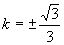 k = ±√3/3